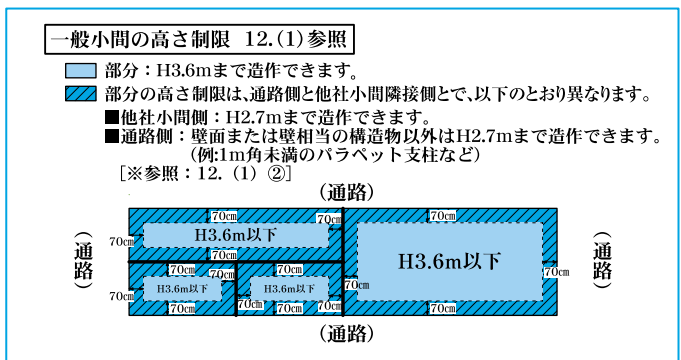 一般小間の高さ制限 12.(1)参照
部分：H3.6mまで造作できます。
部分の高さ制限は、通路側と他社小間隣接側とで、以下のとおり異なります。
■他社小間側：H2.7mまで造作できます。
■通路側：壁面または壁相当の構造物以外はH2.7mまで造作できます。
(例:1m角未満のパラペット支柱など)
[※参照：12.（1）②]
(通路)
70cm 70cm 70cm
(通路) 70cm H3.6m以下 (通路)
70cm
H3.6m以下
70cm 70cm 70cm 70cm
70cm H3.6m以下 H3.6m以下 70cm
70cm 70cm 70cm 70cm
(通路)